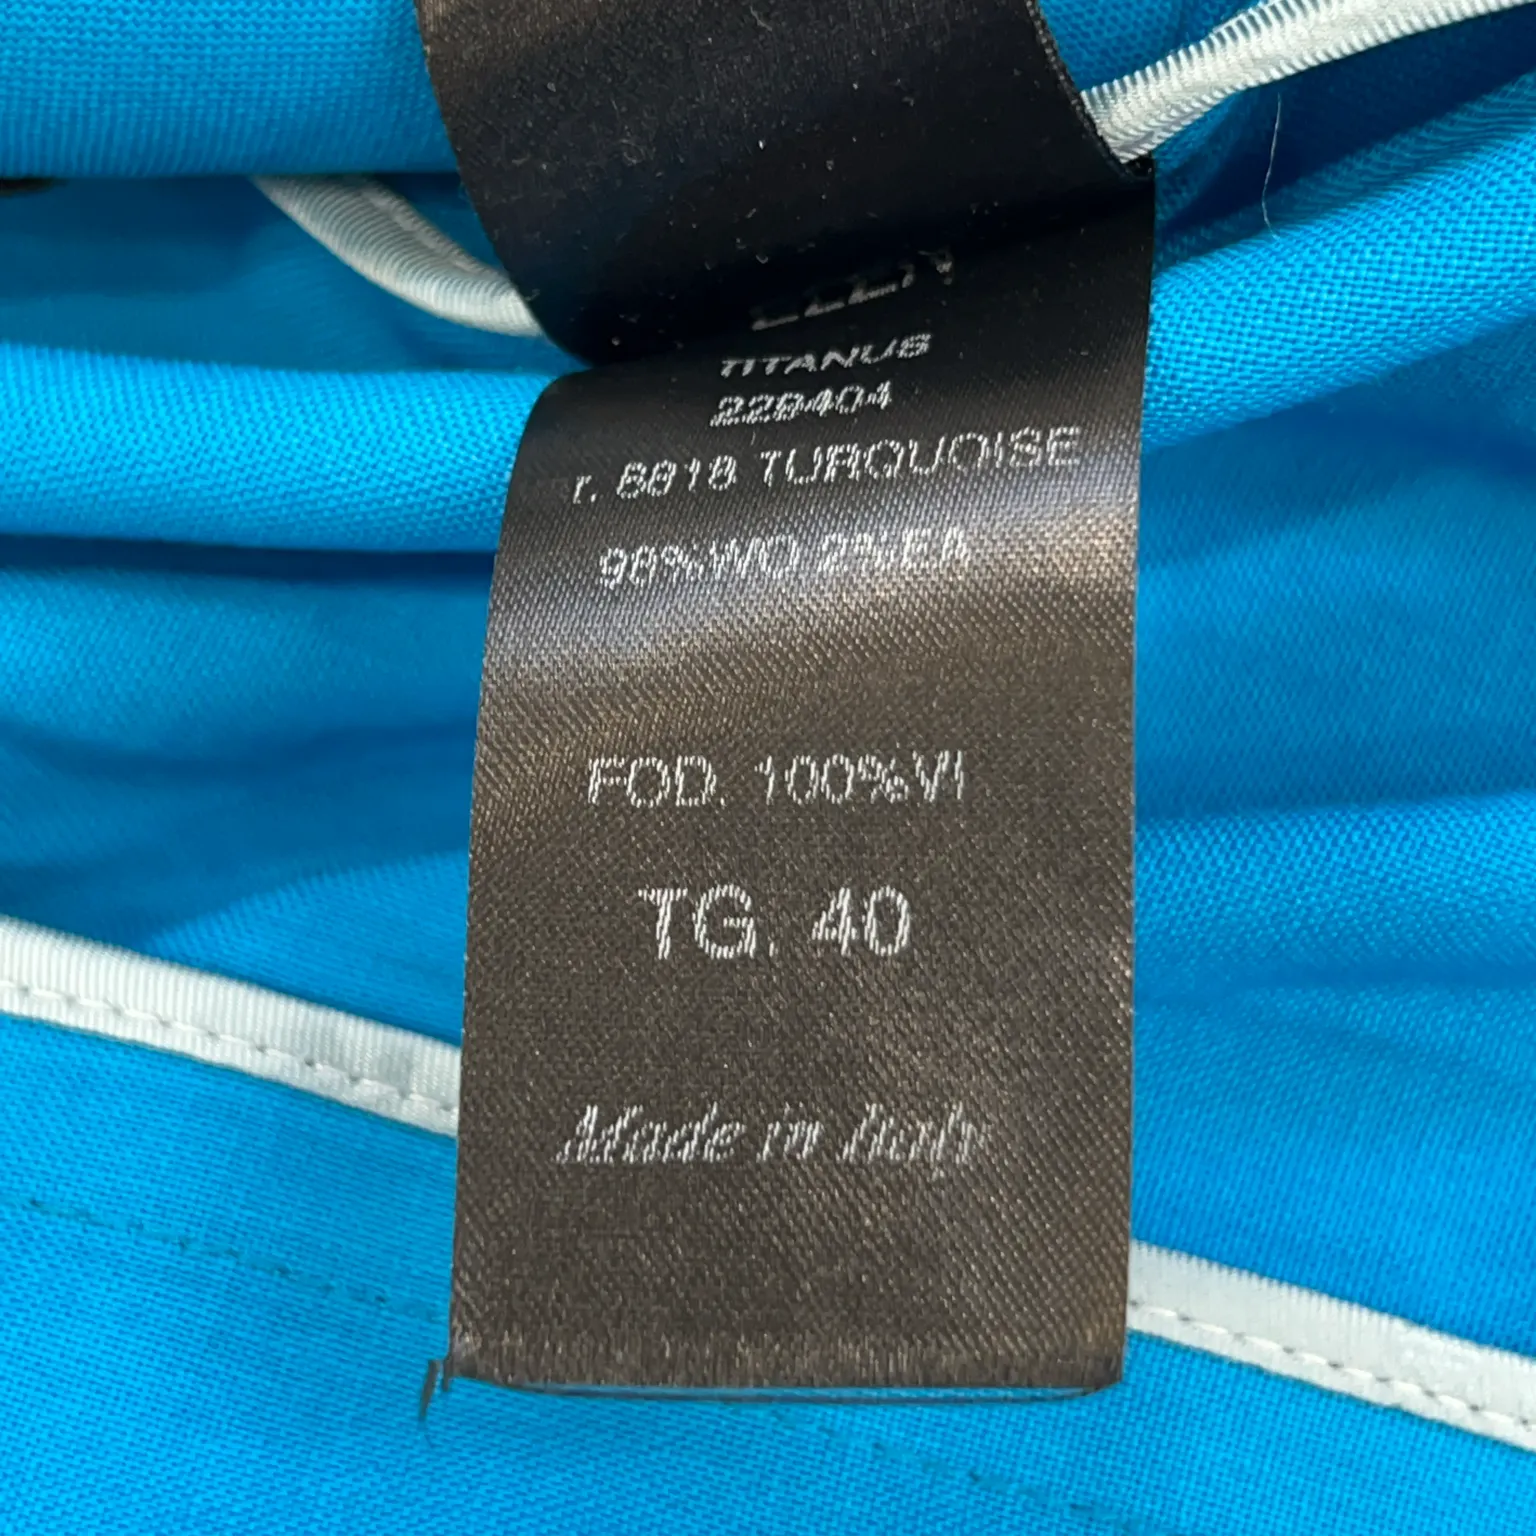 TITANUS
229404
r. 8818 TURQUOISE
98%WO 2%EA
FOD. 100%VI
TG. 40
Made in Italy